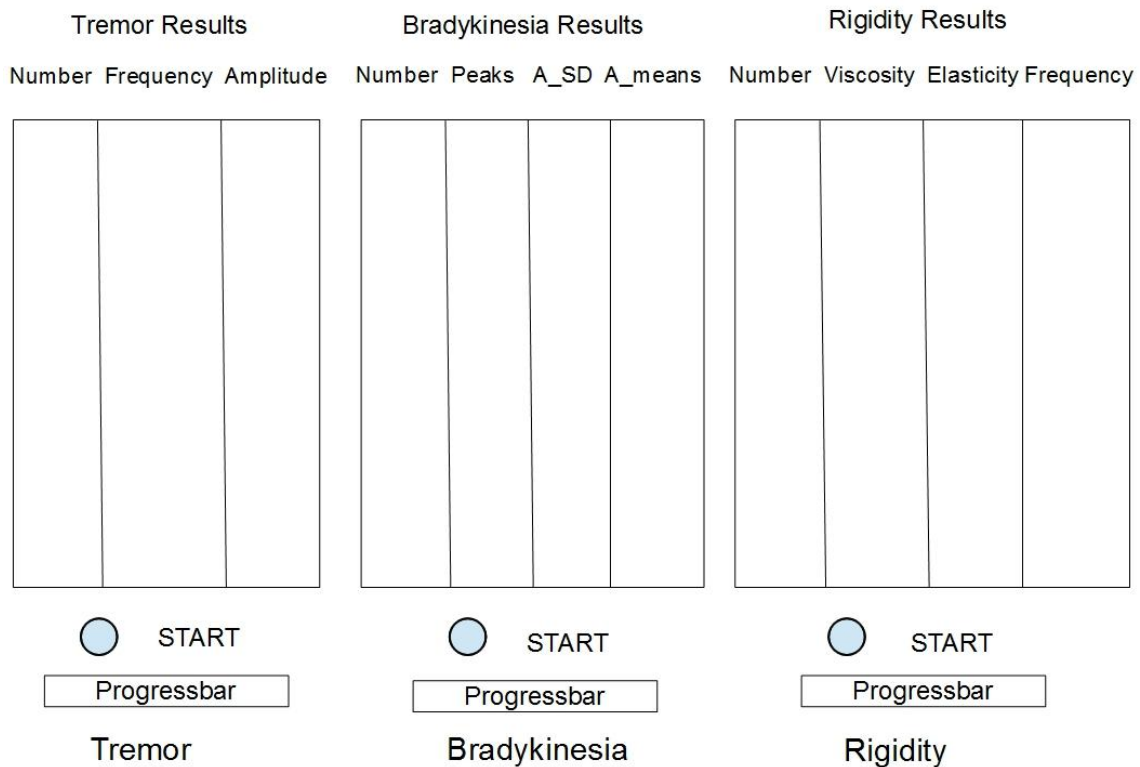 Tremor Results
Number Frequency Amplitude
START
Progressbar
Tremor
Bradykinesia Results
Number Peaks A_SD A_means
START
Progressbar
Bradykinesia
Rigidity Results
Number Viscosity Elasticity Frequency
START
Progressbar
Rigidity